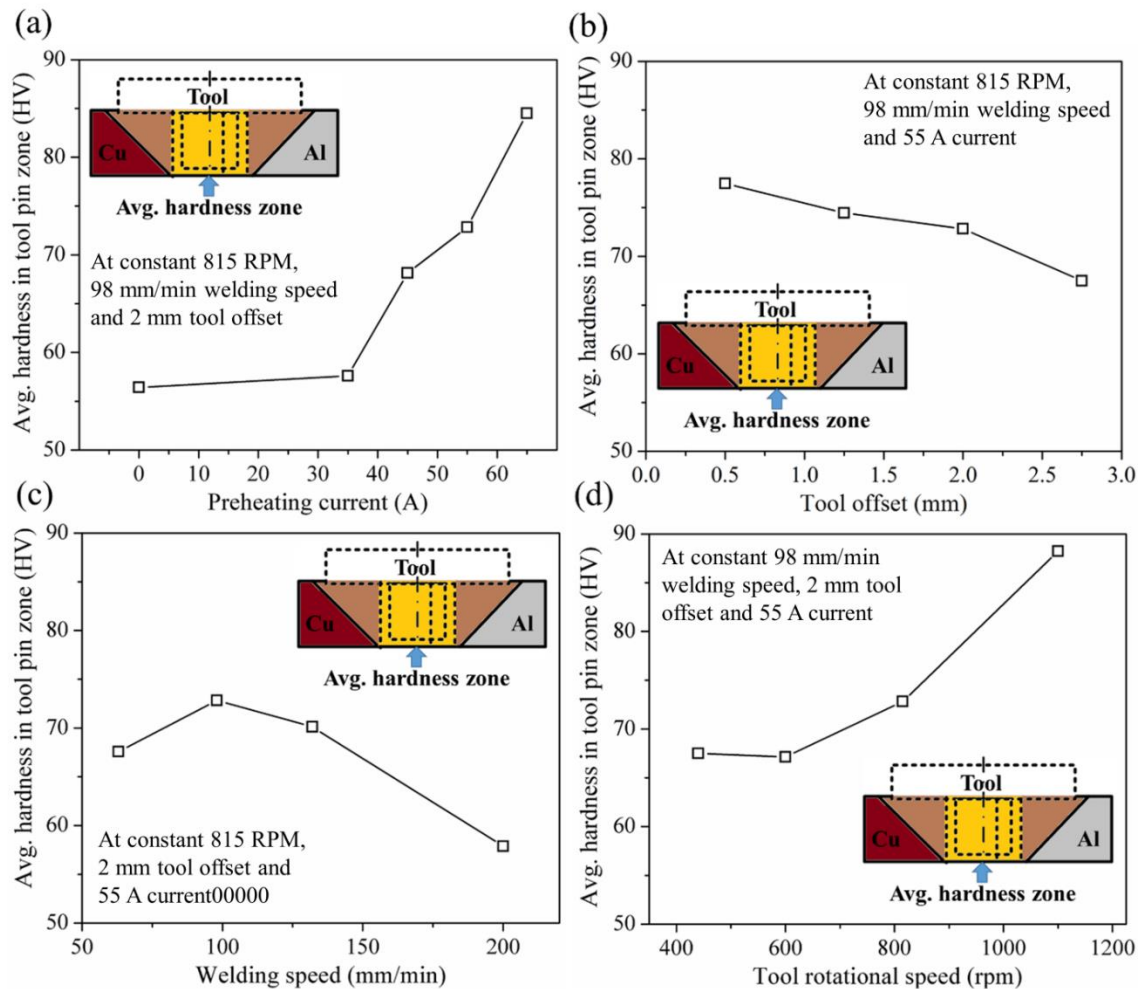 (a)
Avg. hardness in tool pin zone (HV)
90
80
70
60
50
Tool
Cu
Al
Avg. hardness zone
At constant 815 RPM,
98 mm/min welding speed
and 2 mm tool offset
0 10 20 30 40 50 60
Preheating current (A)
(b)
Avg. hardness in tool pin zone (HV)
90
80
70
60
50
At constant 815 RPM,
98 mm/min welding speed
and 55 A current
Tool
Cu
Al
Avg. hardness zone
0.0 0.5 1.0 1.5 2.0 2.5 3.0
Tool offset (mm)
(c)
Avg. hardness in tool pin zone (HV)
90
80
70
60
50
Tool
Cu
Al
Avg. hardness zone
At constant 815 RPM,
2 mm tool offset and
55 A current00000
50 100 150 200
Welding speed (mm/min)
(d)
Avg. hardness in tool pin zone (HV)
90
80
70
60
50
At constant 98 mm/min
welding speed, 2 mm tool
offset and 55 A current
Tool
Cu
Al
Avg. hardness zone
400 600 800 1000 1200
Tool rotational speed (rpm)